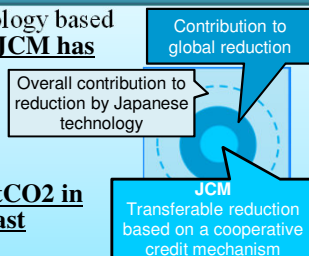 ology based
JCM has
Contribution to
global reduction
Overall contribution to
reduction by Japanese
technology
tCO2 in
ast
JCM
Transferable reduction
based on a cooperative
credit mechanism